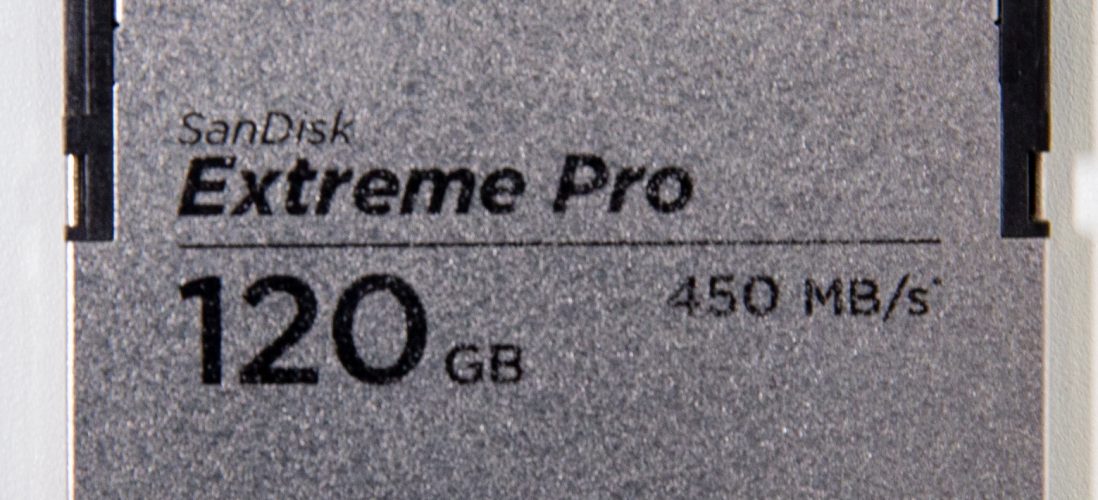 SanDisk
Extreme Pro
120 GB 450 MB/s*